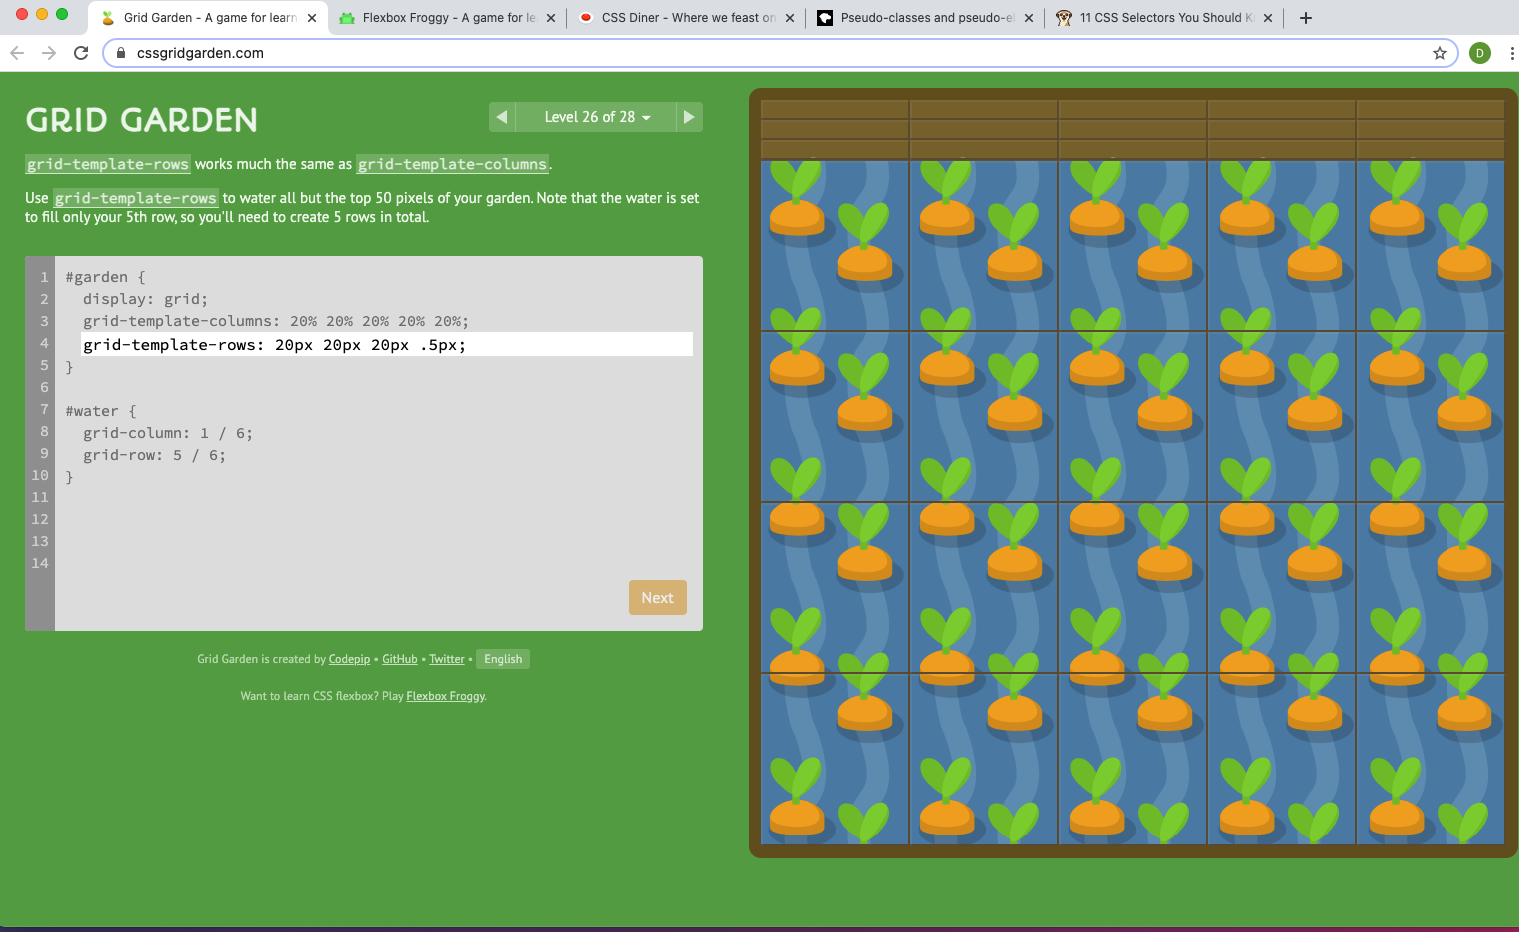 Grid Garden - A game for learn
Flexbox Froggy - A game for le
CSS Diner - Where we feast on
Pseudo-classes and pseudo-el
11 CSS Selectors You Should K
cssgridgarden.com
D
GRID GARDEN
Level 26 of 28
grid-template-rows works much the same as grid-template-columns.
Use grid-template-rows to water all but the top 50 pixels of your garden. Note that the water is set
to fill only your 5th row, so you'll need to create 5 rows in total.
1 #garden {
2 display: grid;
3 grid-template-columns: 20% 20% 20% 20% 20%;
4 grid-template-rows: 20px 20px 20px .5px;
5 }
6
7 #water {
8 grid-column: 1 / 6;
9 grid-row: 5 / 6;
10 }
11
12
13
14
Next
Grid Garden is created by Codepip • GitHub • Twitter • English
Want to learn CSS flexbox? Play Flexbox Froggy.